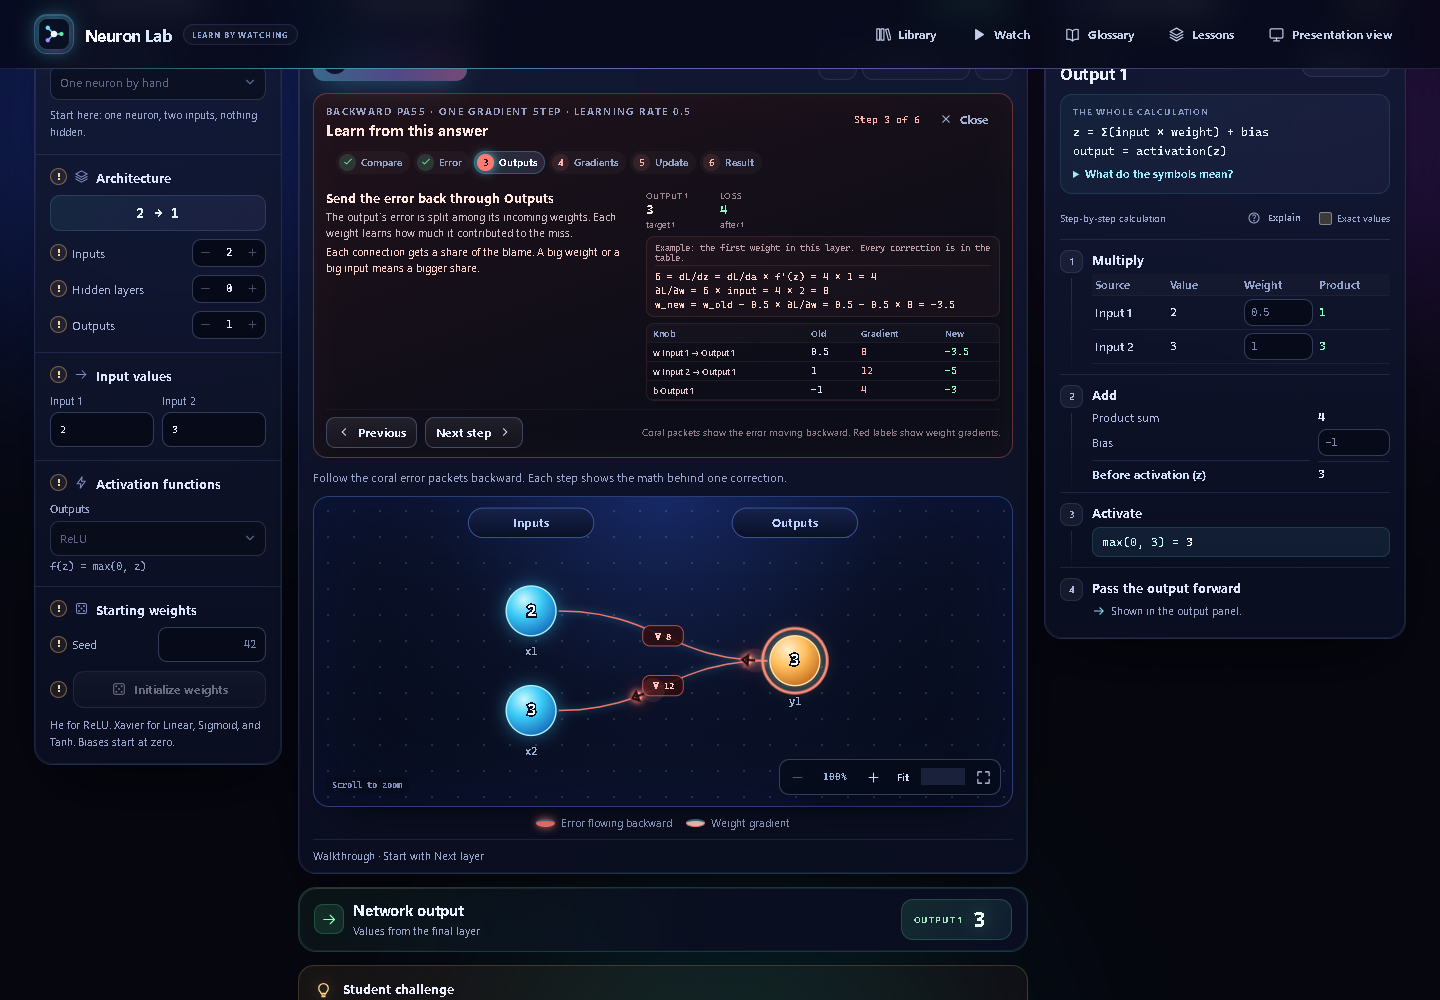 Neuron Lab
LEARN BY WATCHING
Library
Watch
Glossary
Lessons
Presentation view
One neuron by hand
Start here: one neuron, two inputs, nothing
hidden.
Architecture
2 → 1
Inputs
− 2 +
Hidden layers
− 0 +
Outputs
− 1 +
Input values
Input 1
Input 2
2
3
Activation functions
Outputs
ReLU
f(z) = max(0, z)
Starting weights
Seed
42
Initialize weights
He for ReLU. Xavier for Linear, Sigmoid, and
Tanh. Biases start at zero.
BACKWARD PASS · ONE GRADIENT STEP · LEARNING RATE 0.5
Learn from this answer
Step 3 of 6
× Close
Compare
Error
3 Outputs
4 Gradients
5 Update
6 Result
Send the error back through Outputs
The output's error is split among its incoming weights. Each
weight learns how much it contributed to the miss.
Each connection gets a share of the blame. A big weight or a
big input means a bigger share.
OUTPUT 1
LOSS
3
4
target 1
after 1
Example: the first weight in this layer. Every correction is in the
table.
δ = dL/dz = dL/da × f'(z) = 4 × 1 = 4
∂L/∂w = δ × input = 4 × 2 = 8
w_new = w_old − 0.5 × ∂L/∂w = 0.5 − 0.5 × 8 = −3.5
Knob Old Gradient New
w Input 1 → Output 1 0.5 8 −3.5
w Input 2 → Output 1 1 12 −5
b Output 1 −1 4 −3
Previous
Next step
Coral packets show the error moving backward. Red labels show weight gradients.
Follow the coral error packets backward. Each step shows the math behind one correction.
Inputs
Outputs
2
x1
∇ 8
3
y1
∇ 12
3
x2
Scroll to zoom
− 100% + Fit
Error flowing backward
Weight gradient
Walkthrough · Start with Next layer
Network output
Values from the final layer
OUTPUT 1 3
Student challenge
Output 1
THE WHOLE CALCULATION
z = Σ(input × weight) + bias
output = activation(z)
▶ What do the symbols mean?
Step-by-step calculation
Explain
Exact values
1 Multiply
Source Value Weight Product
Input 1 2 0.5 1
Input 2 3 1 3
2 Add
Product sum 4
Bias −1
Before activation (z) 3
3 Activate
max(0, 3) = 3
4 Pass the output forward
→ Shown in the output panel.